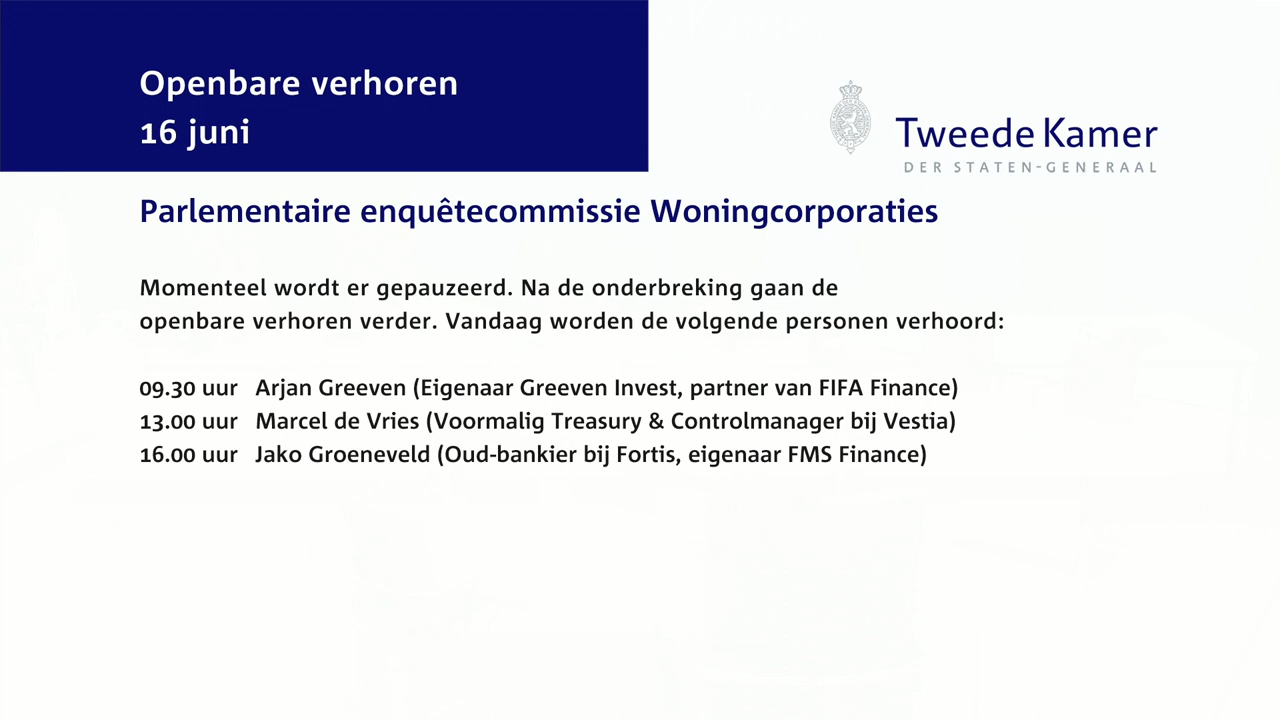 Openbare verhoren
16 juni
Tweede Kamer
DER STATEN-GENERAAL
Parlementaire enquêtecommissie Woningcorporaties
Momenteel wordt er gepauzeerd. Na de onderbreking gaan de
openbare verhoren verder. Vandaag worden de volgende personen verhoord:
09.30 uur Arjan Greeven (Eigenaar Greeven Invest, partner van FIFA Finance)
13.00 uur Marcel de Vries (Voormalig Treasury & Controlmanager bij Vestia)
16.00 uur Jako Groeneveld (Oud-bankier bij Fortis, eigenaar FMS Finance)